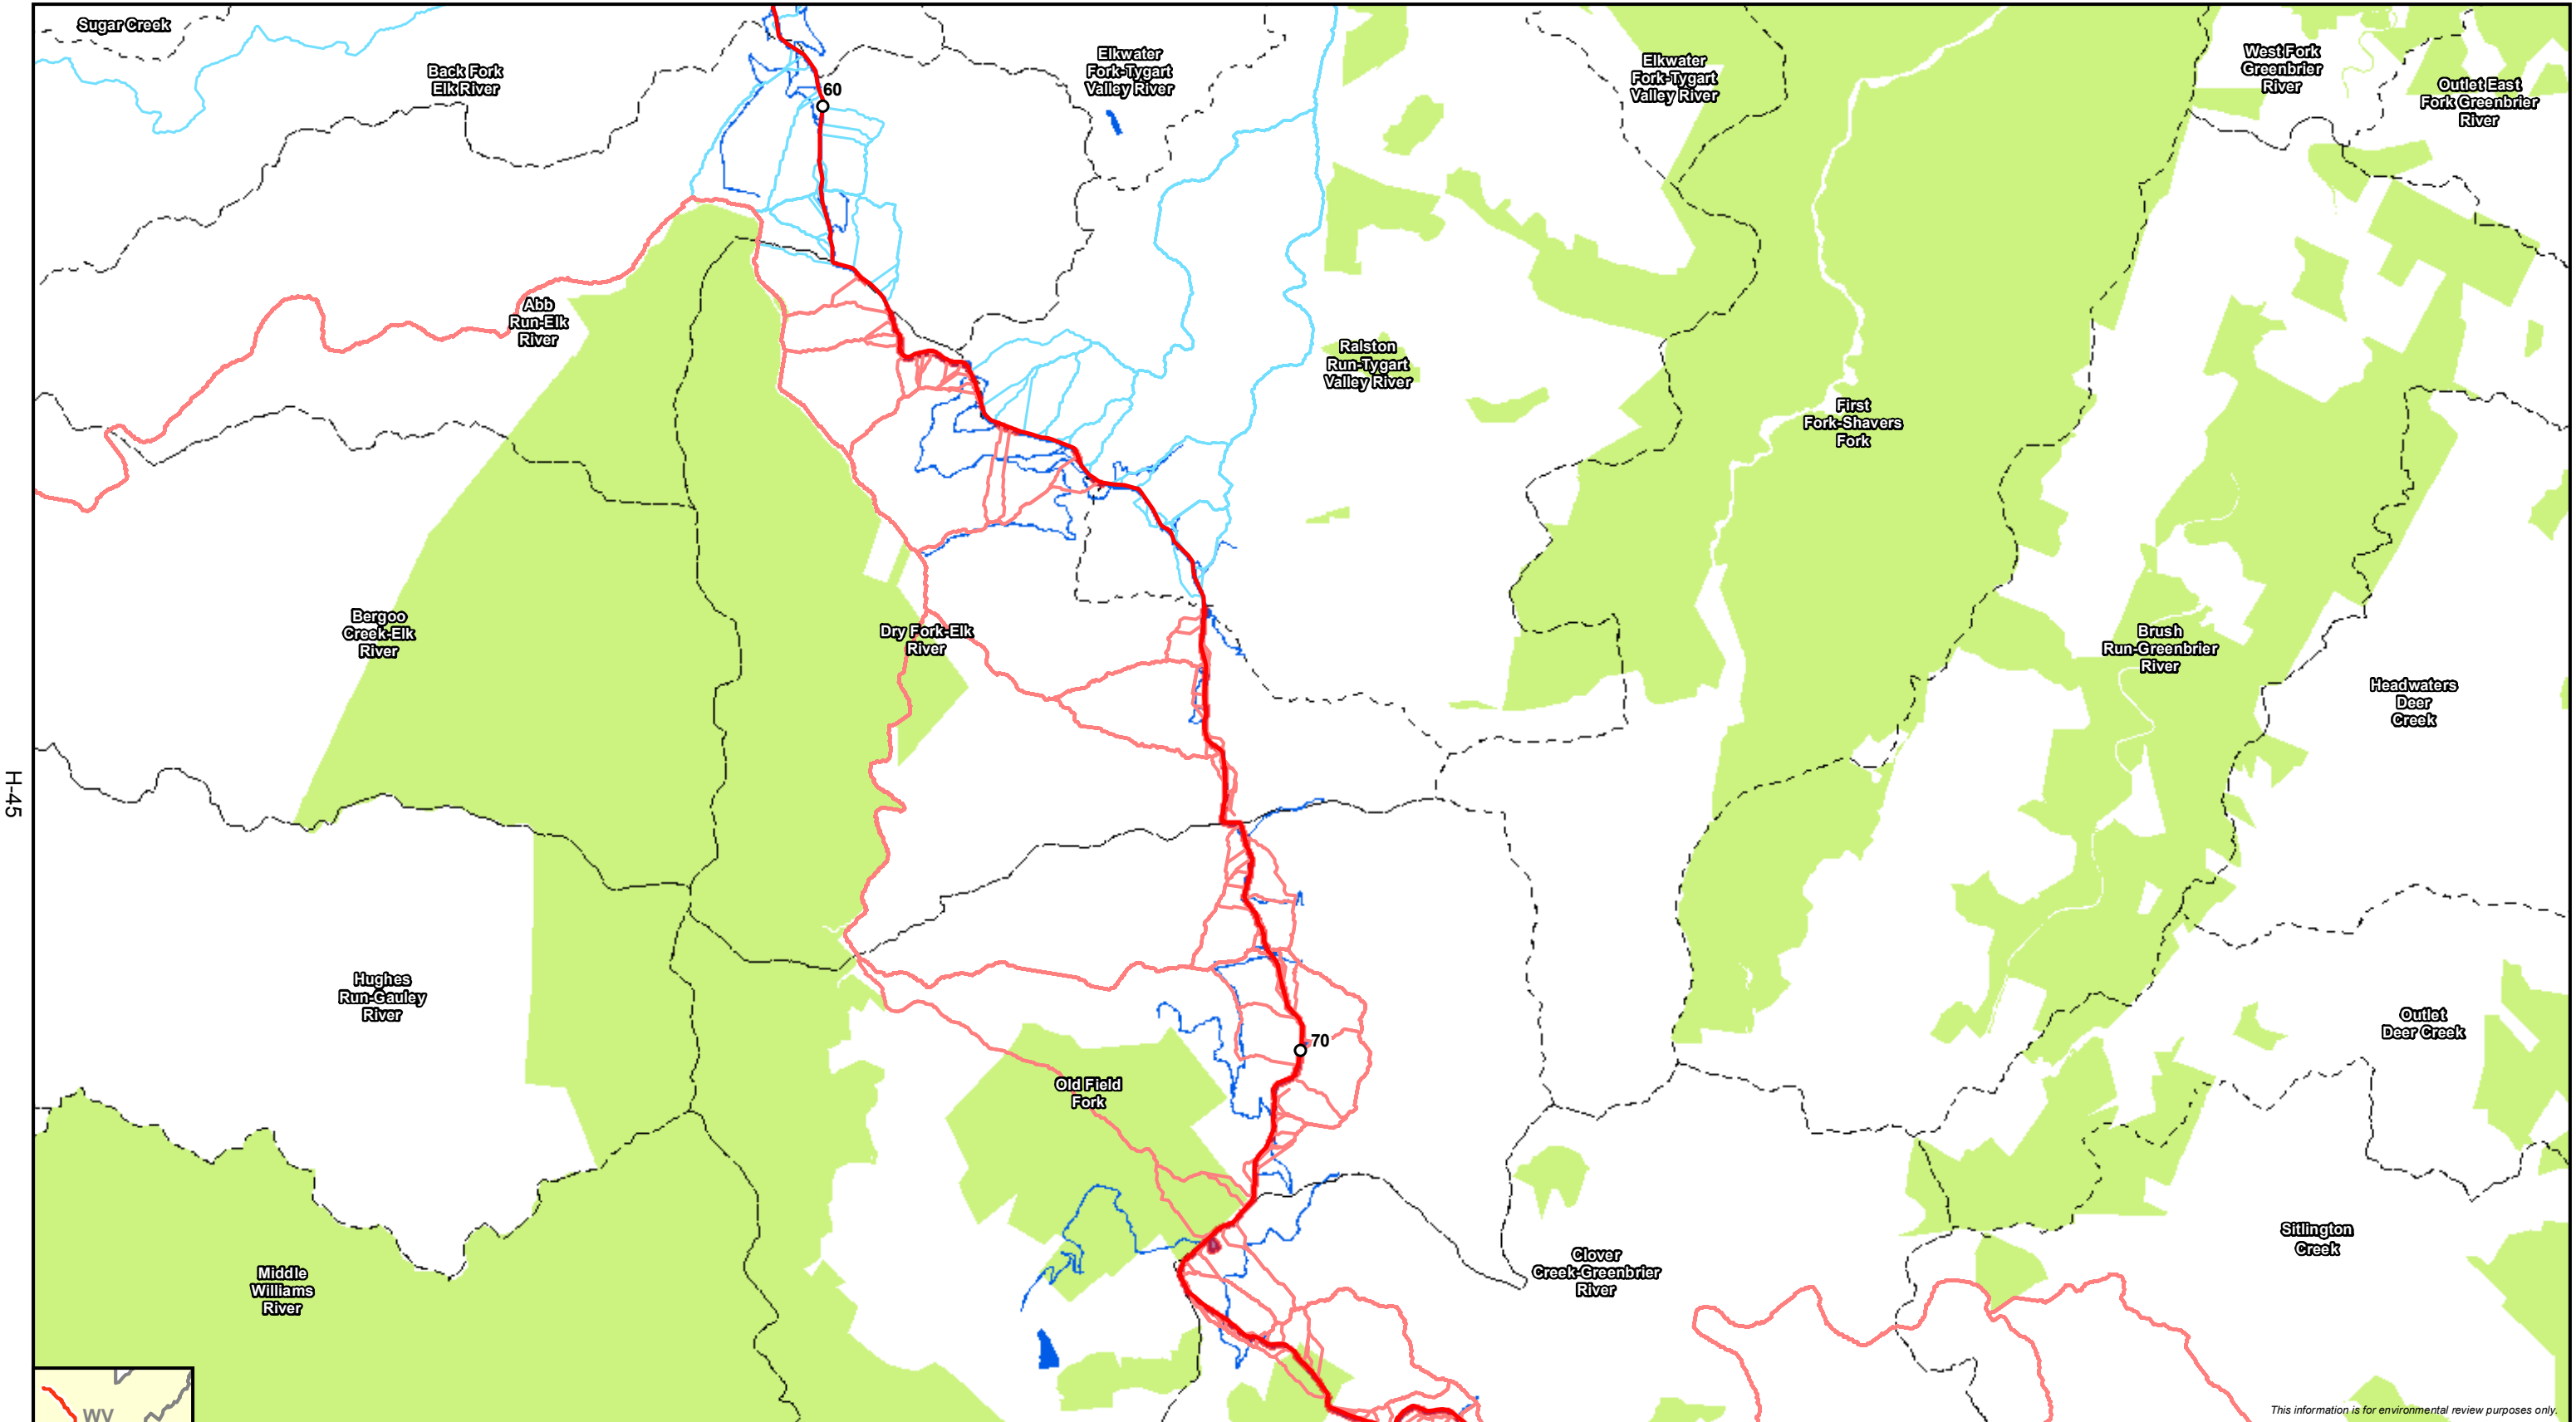 Sugar Creek
Back Fork
Elk River
60
Elkwater
Fork-Tygart
Valley River
Elkwater
Fork-Tygart
Valley River
West Fork
Greenbrier
River
Outlet East
Fork Greenbrier
River
Abb
Run-Elk
River
Ralston
Run-Tygart
Valley River
First
Fork-Shavers
Fork
Bergoo
Creek-Elk
River
Dry Fork-Elk
River
Brush
Run-Greenbrier
River
Headwaters
Deer
Creek
H-45
Hughes
Run-Gauley
River
Outlet
Deer Creek
70
Old Field
Fork
Middle
Williams
River
Clover
Creek-Greenbrier
River
Sitlington
Creek
WV
This information is for environmental review purposes only.